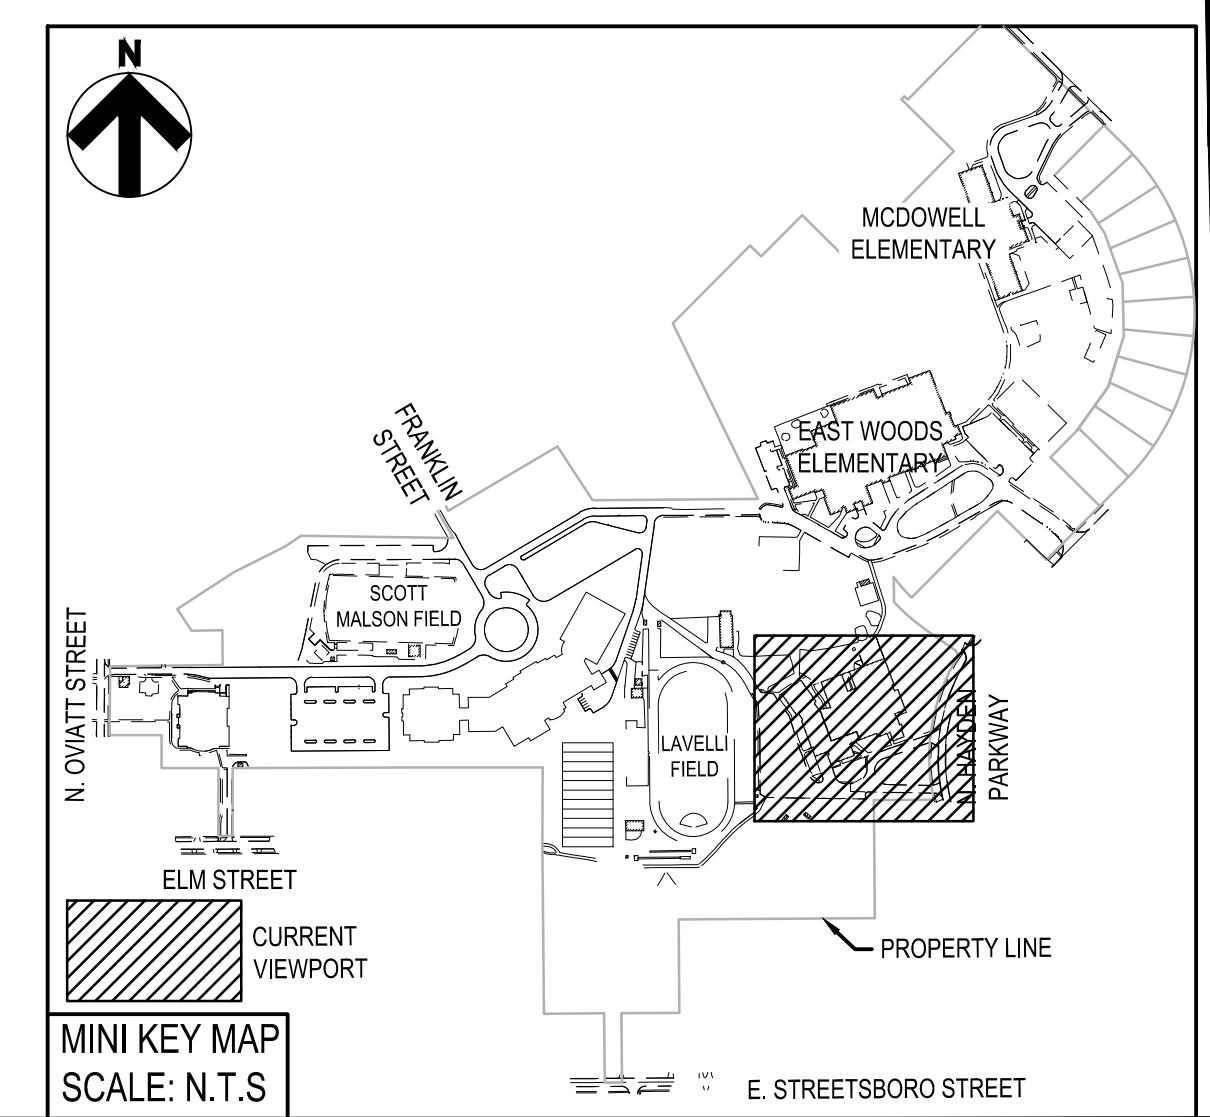 N
MCDOWELL
ELEMENTARY
FRANKLIN
STREET
EAST WOODS
ELEMENTARY
SCOTT
MALSON FIELD
N. OVIATT STREET
LAVELLI
FIELD
N. HAYDEN
PARKWAY
ELM STREET
CURRENT
VIEWPORT
PROPERTY LINE
MINI KEY MAP
SCALE: N.T.S
E. STREETSBORO STREET